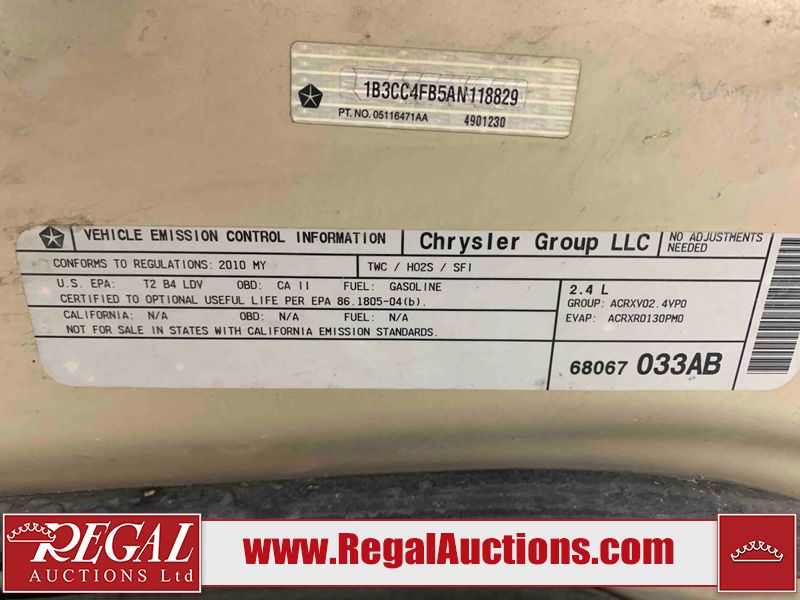 1B3CC4FB5AN118829
PT. NO. 05116471AA 4901230
VEHICLE EMISSION CONTROL INFORMATION Chrysler Group LLC NO ADJUSTMENTS NEEDED
CONFORMS TO REGULATIONS: 2010 MY TWC / HO2S / SFI
U.S. EPA: T2 B4 LDV OBD: CA II FUEL: GASOLINE
CERTIFIED TO OPTIONAL USEFUL LIFE PER EPA 86.1805-04(b).
CALIFORNIA: N/A OBD: N/A FUEL: N/A
NOT FOR SALE IN STATES WITH CALIFORNIA EMISSION STANDARDS.
2.4 L
GROUP: ACRXV02.4VP0
EVAP: ACRXR0130PM0
68067 033AB
REGAL
AUCTIONS Ltd
www.RegalAuctions.com